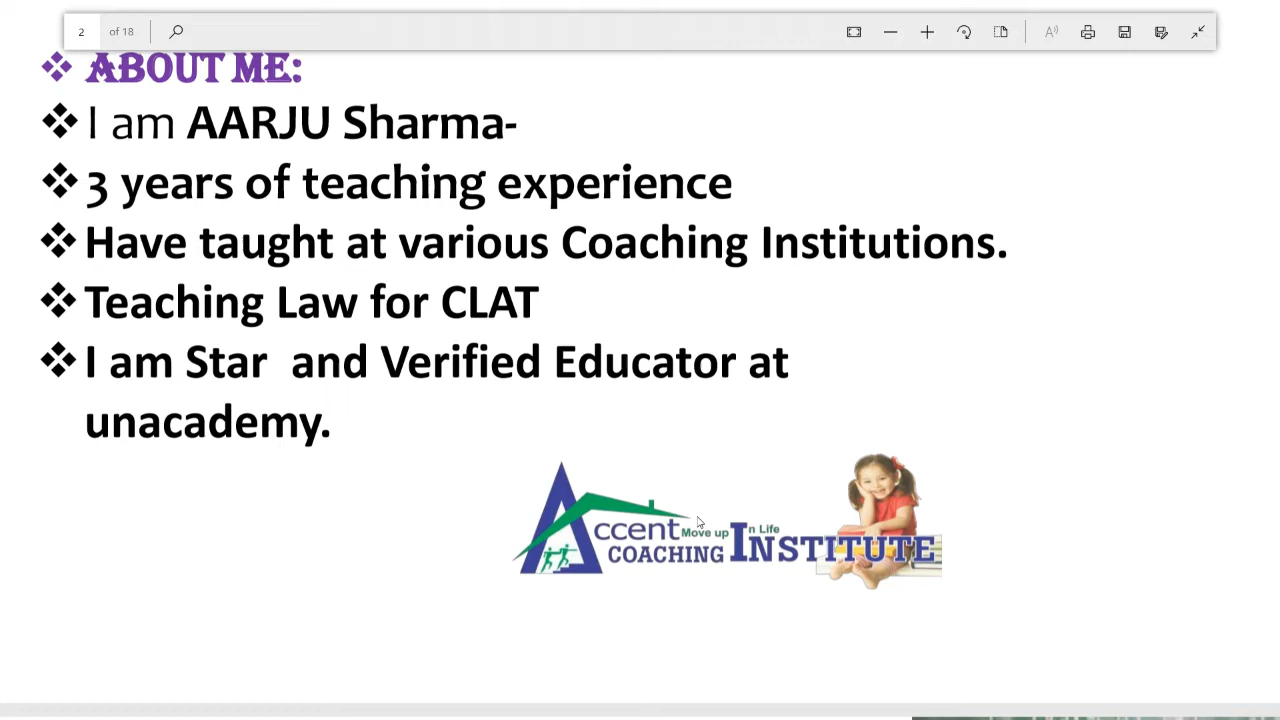 2 of 18
ABOUT ME:
I am AARJU Sharma-
3 years of teaching experience
Have taught at various Coaching Institutions.
Teaching Law for CLAT
I am Star and Verified Educator at
unacademy.
Accent Move up In Life
COACHING INSTITUTE